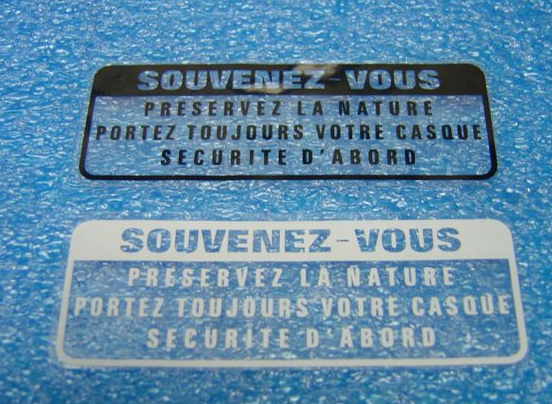 SOUVENEZ-VOUS
PRESERVEZ LA NATURE
PORTEZ TOUJOURS VOTRE CASQUE
SECURITE D'ABORD
SOUVENEZ-VOUS
PRESERVEZ LA NATURE
PORTEZ TOUJOURS VOTRE CASQUE
SECURITE D'ABORD